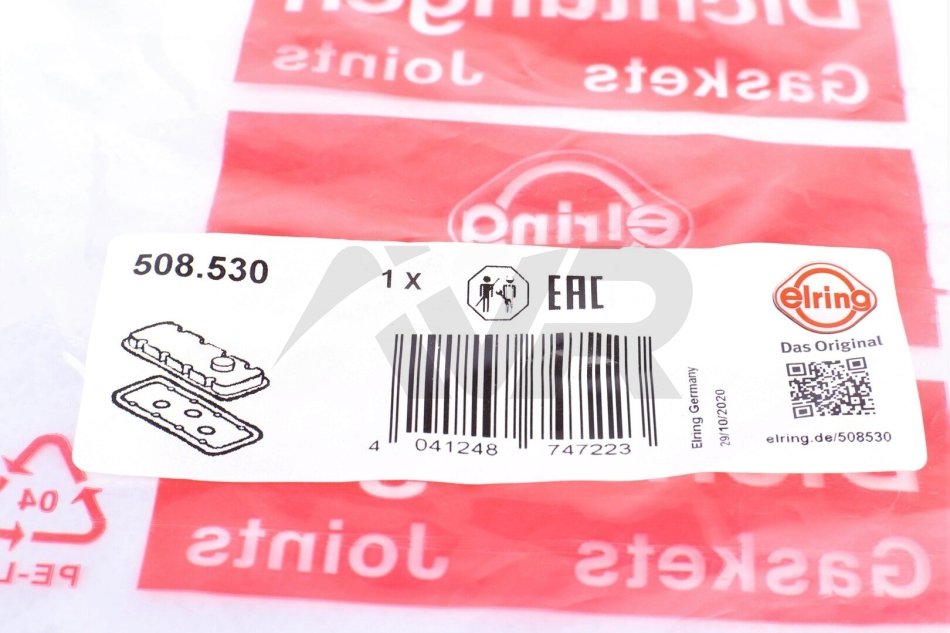 Dichtungen
Gaskets
Joints
elring
508.530
1 x
EAC
elring
Das Original
elring.de/508530
Elring Germany
29/10/2020
4 041248 747223
Gaskets
Joints
04